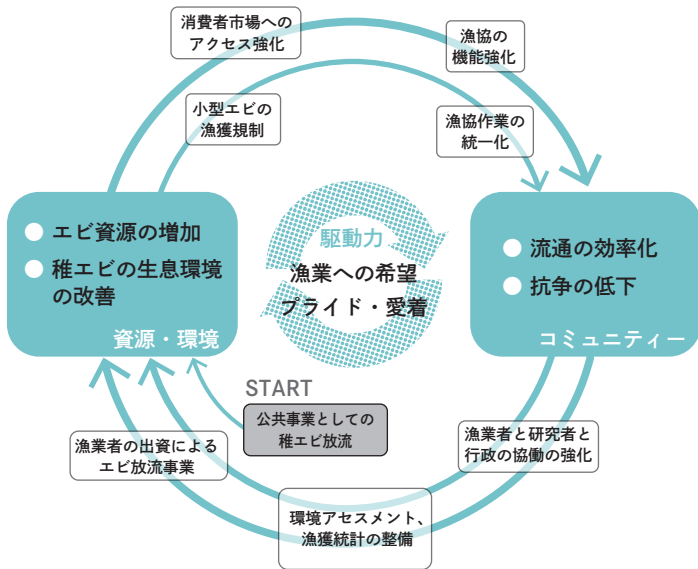 消費者市場への
アクセス強化
漁協の
機能強化
小型エビの
漁獲規制
漁協作業の
統一化
エビ資源の増加
稚エビの生息環境
の改善
資源・環境
駆動力
漁業への希望
プライド・愛着
流通の効率化
抗争の低下
コミュニティー
START
公共事業としての
稚エビ放流
漁業者の出資による
エビ放流事業
漁業者と研究者と
行政の協働の強化
環境アセスメント、
漁獲統計の整備